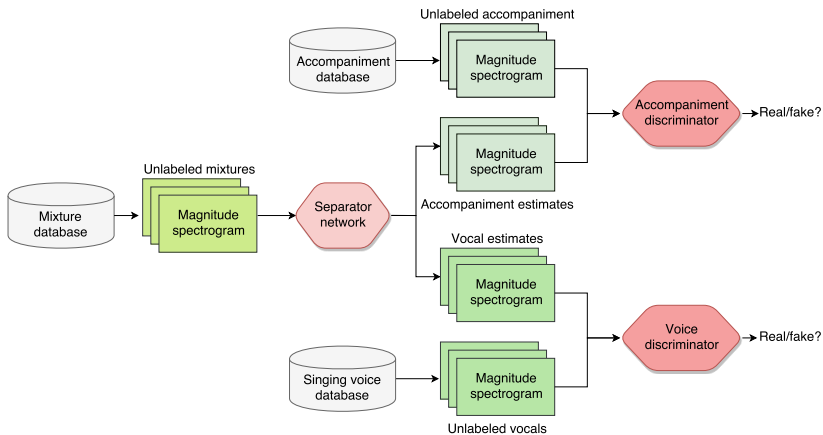 Unlabeled accompaniment
Accompaniment
database
Magnitude
spectrogram
Accompaniment
discriminator
Real/fake?
Magnitude
spectrogram
Accompaniment estimates
Unlabeled mixtures
Mixture
database
Magnitude
spectrogram
Separator
network
Vocal estimates
Magnitude
spectrogram
Voice
discriminator
Real/fake?
Singing voice
database
Magnitude
spectrogram
Unlabeled vocals